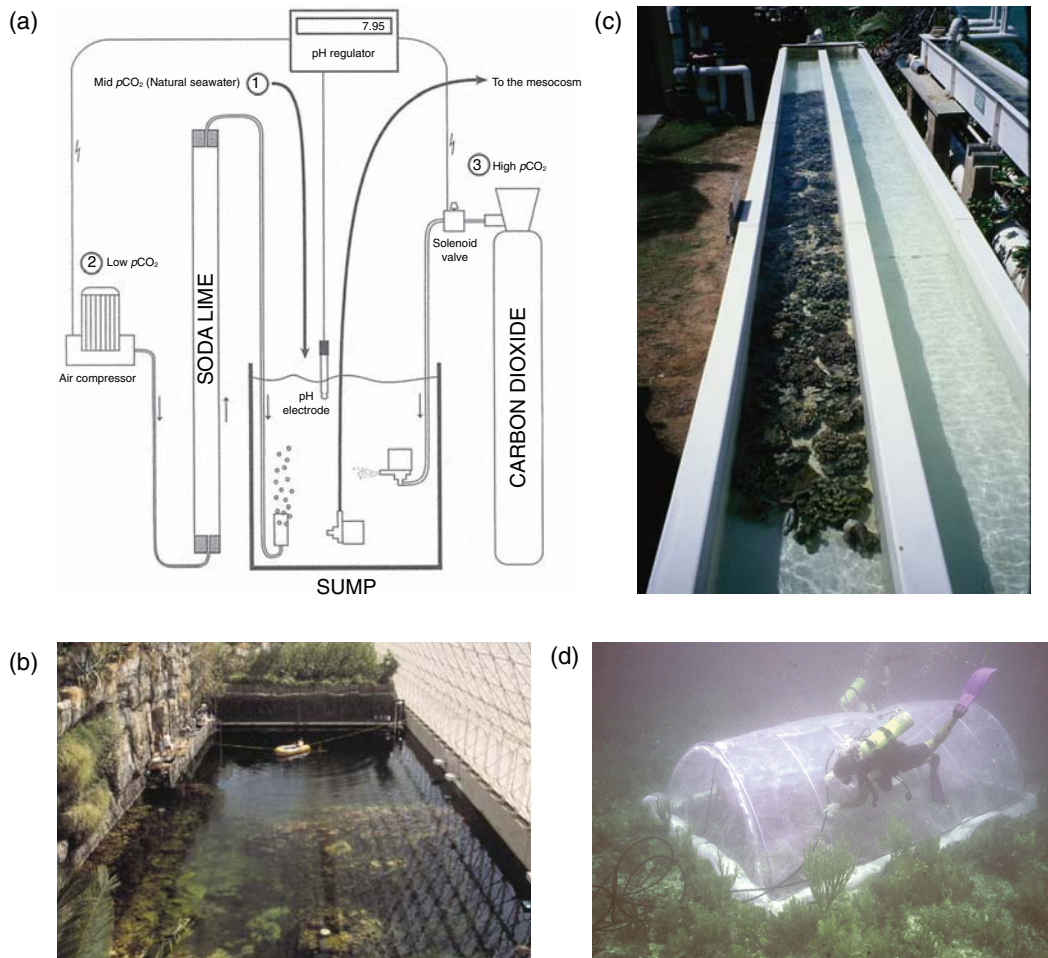 (a)
7.95
pH regulator
Mid pCO₂ (Natural seawater) 1
To the mesocosm
3 High pCO₂
Solenoid
valve
2 Low pCO₂
Air compressor
SODA LIME
pH
electrode
CARBON DIOXIDE
SUMP
(c)
(b)
(d)